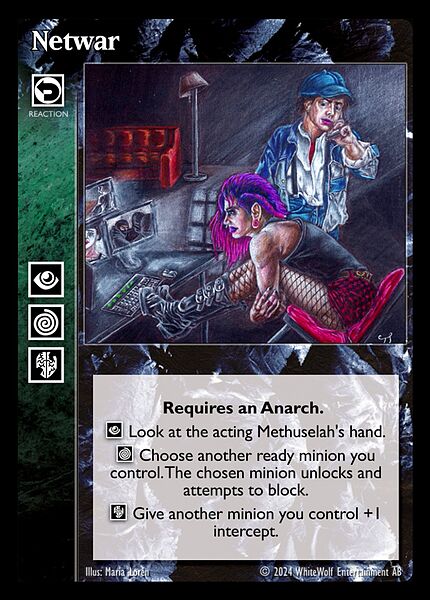 Netwar
REACTION
Requires an Anarch.
Look at the acting Methuselah's hand.
Choose another ready minion you
control.The chosen minion unlocks and
attempts to block.
Give another minion you control +1
intercept.
Illus: Maria Lorén
© 2024 WhiteWolf Entertainment AB